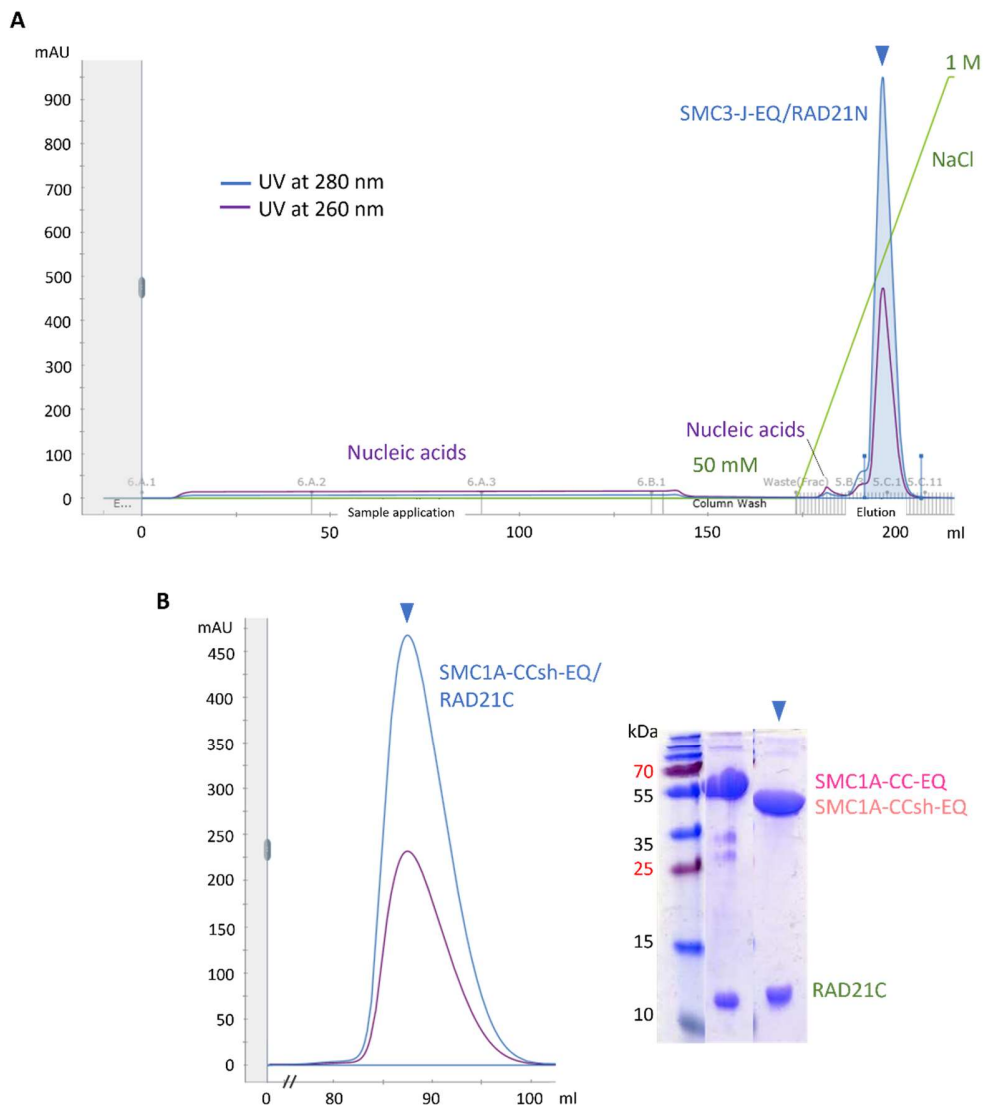 A
mAU
1 M
900
SMC3-J-EQ/RAD21N
800
NaCl
700
UV at 280 nm
600
UV at 260 nm
500
400
300
200
Nucleic acids
Nucleic acids
100
50 mM
6.A.1
6.A.2
6.A.3
6.B.1
Waste(Frac)
5.C.1
5.C.11
0
E...
Sample application
Column Wash
Elution
0
50
100
150
200
ml
B
mAU
450
SMC1A-CCsh-EQ/
RAD21C
400
350
300
250
200
150
100
50
0
0
80
90
100
ml
kDa
70
SMC1A-CC-EQ
55
SMC1A-CCsh-EQ
35
25
15
RAD21C
10